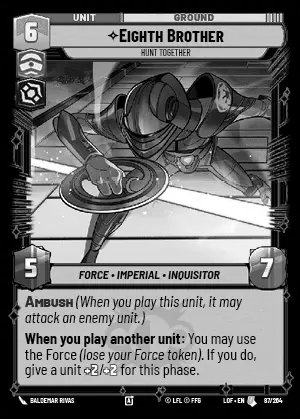 UNIT
GROUND
6
EIGHTH BROTHER
HUNT TOGETHER
5
FORCE • IMPERIAL • INQUISITOR
7
AMBUSH (When you play this unit, it may
attack an enemy unit.)
When you play another unit: You may use
the Force (lose your Force token). If you do,
give a unit +2/+2 for this phase.
BALDEMAR RIVAS
© LFL © FFG
LOF • EN
87/264